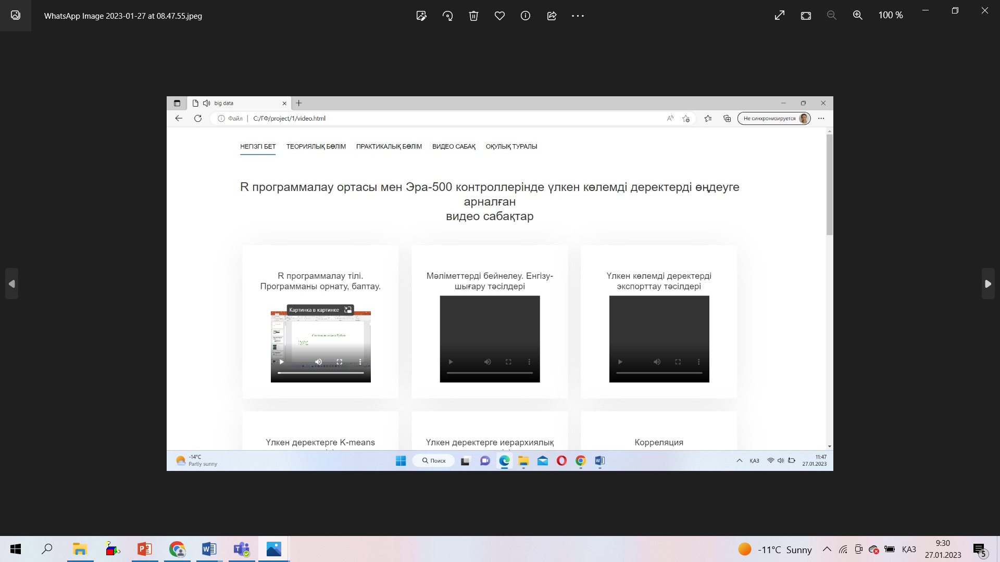 WhatsApp Image 2023-01-27 at 08.47.55.jpeg
100 %
big data
Файл
C:/ГФ/project/1/video.html
Не синхронизируется
НЕГІЗГІ БЕТ
ТЕОРИЯЛЫҚ БӨЛІМ
ПРАКТИКАЛЫҚ БӨЛІМ
ВИДЕО САБАҚ
ОҚУЛЫҚ ТУРАЛЫ
R программалау ортасы мен Эра-500 контроллерінде үлкен көлемді деректерді өңдеуге
арналған
видео сабақтар
R программалау тілі.
Программаны орнату, баптау.
Картинка в картинке
Мәліметтерді бейнелеу. Енгізу-
шығару тәсілдері
Үлкен көлемді деректерді
экспорттау тәсілдері
Үлкен деректерге K-means
Үлкен деректерге иерархиялық
Корреляция
-14°C
Partly sunny
Поиск
ҚАЗ
11:47
27.01.2023
-11°C Sunny
ҚАЗ
9:30
27.01.2023
5